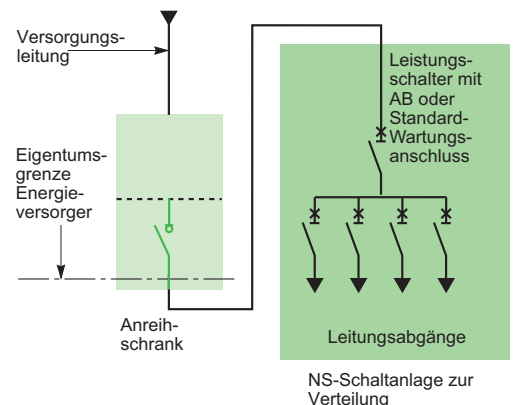 Versorgungs-
leitung
Eigentums-
grenze
Energie-
versorger
Anreih-
schrank
Leistungs-
schalter mit
AB oder
Standard-
Wartungs-
anschluss
Leitungsabgänge
NS-Schaltanlage zur
Verteilung